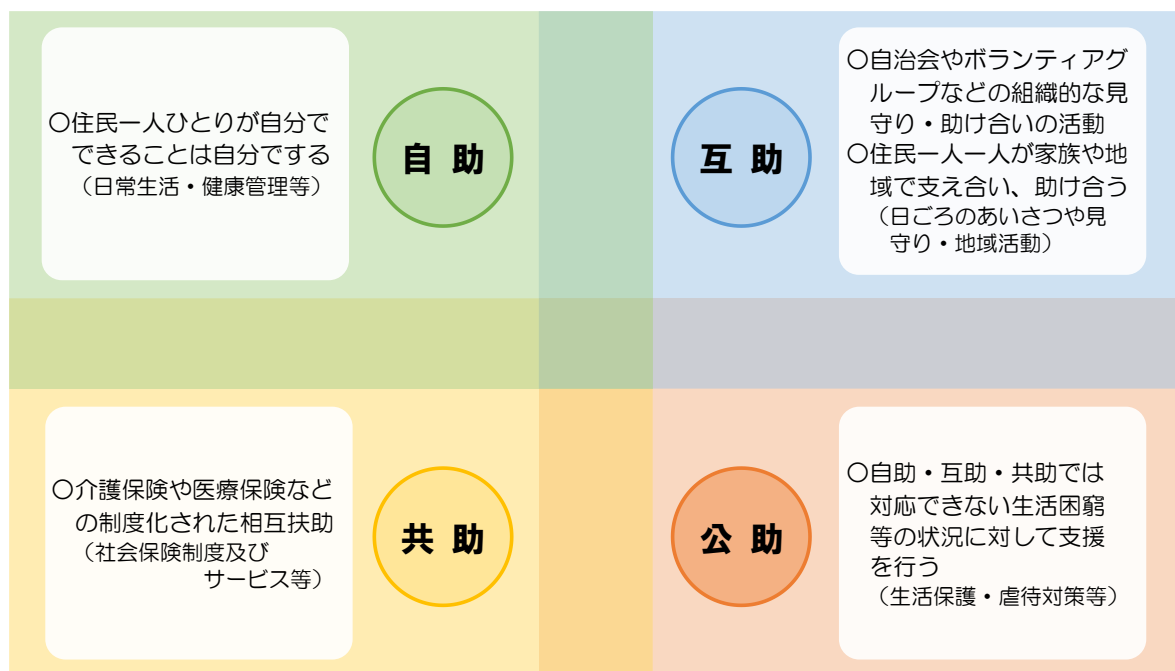 〇住民一人ひとりが自分で
できることは自分でする
（日常生活・健康管理等）
自 助
互 助
〇自治会やボランティアグ
ループなどの組織的な見
守り・助け合いの活動
〇住民一人一人が家族や地
域で支え合い、助け合う
（日ごろのあいさつや見
守り・地域活動）
〇介護保険や医療保険など
の制度化された相互扶助
（社会保険制度及び
サービス等）
共 助
公 助
〇自助・互助・共助では
対応できない生活困窮
等の状況に対して支援
を行う
（生活保護・虐待対策等）